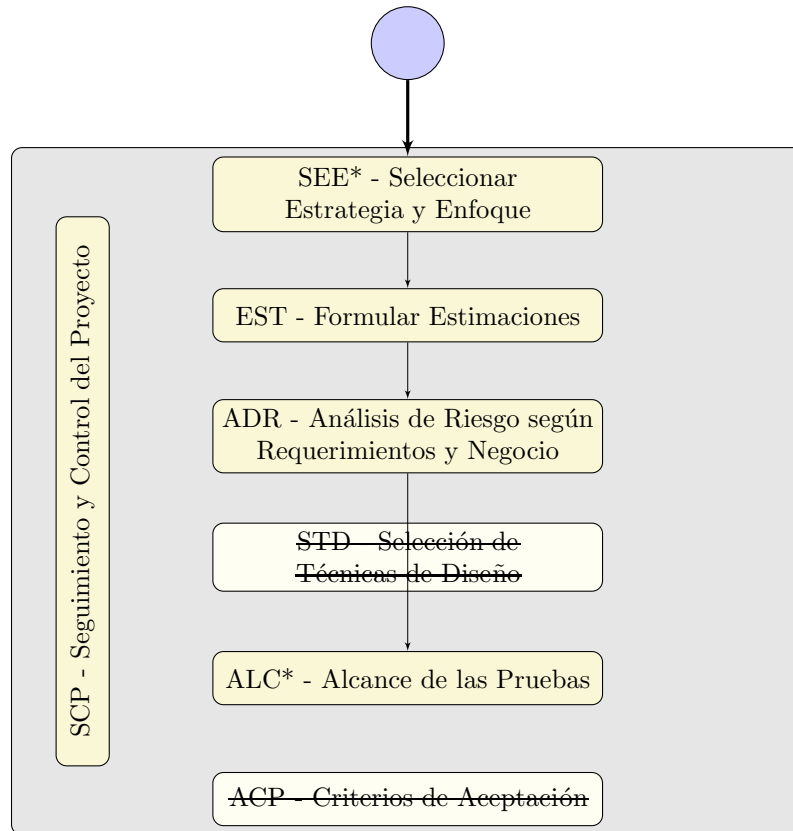 SEE* - Seleccionar
Estrategia y Enfoque
EST - Formular Estimaciones
ADR - Análisis de Riesgo según
Requerimientos y Negocio
STD - Selección de
Técnicas de Diseño
ALC* - Alcance de las Pruebas
ACP - Criterios de Aceptación
SCP - Seguimiento y Control del Proyecto